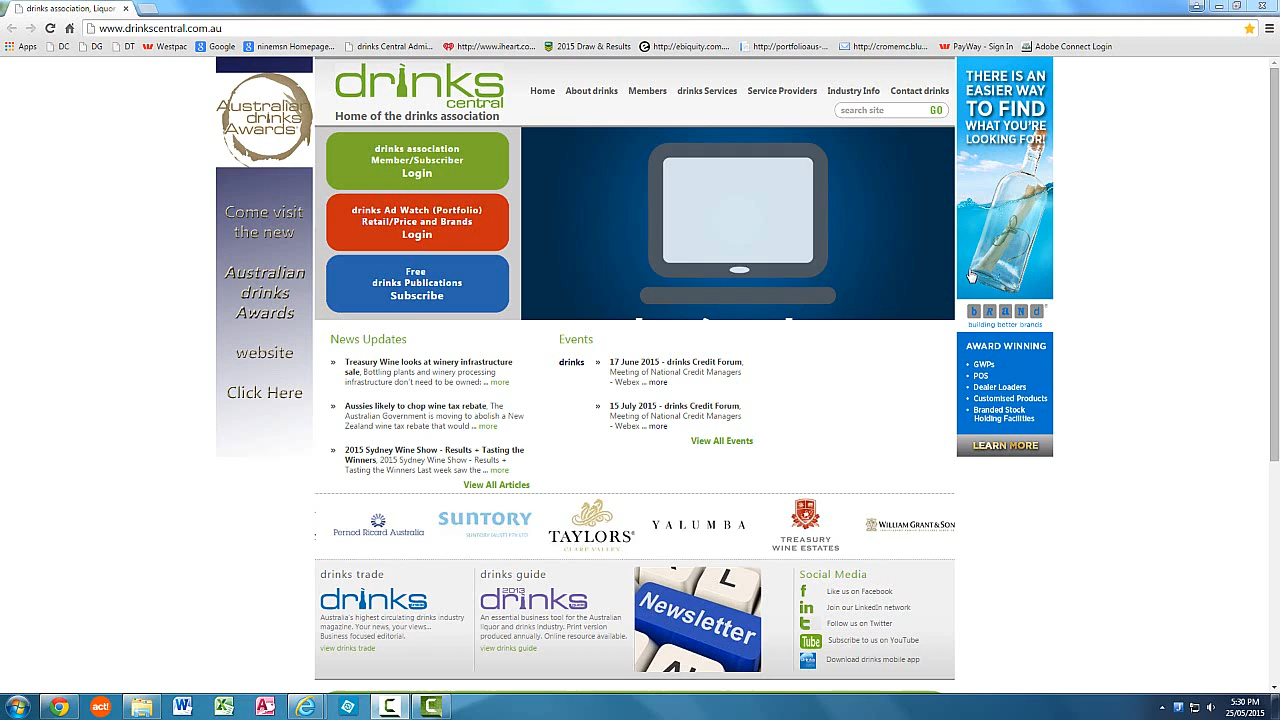 drinks association, Liquor
www.drinkscentral.com.au
Apps DC DG DT Westpac Google ninemsn Homepage... drinks Central Admi... http://www.iheart.c... 2015 Draw & Results http://ebiquity.com.... http://portfolioaus-... http://cromemc.blu... PayWay - Sign In Adobe Connect Login
Australian
drinks
Awards
Come visit
the new
Australian
drinks
Awards
website
Click Here
drinks
central
Home of the drinks association
Home About drinks Members drinks Services Service Providers Industry Info Contact drinks
search site GO
drinks association
Member/Subscriber
Login
drinks Ad Watch (Portfolio)
Retail/Price and Brands
Login
Free
drinks Publications
Subscribe
THERE IS AN
EASIER WAY
TO FIND
WHAT YOU'RE
LOOKING FOR!
brand
building better brands
AWARD WINNING
• GWPs
• POS
• Dealer Loaders
• Customised Products
• Branded Stock
Holding Facilities
LEARN MORE
News Updates
» Treasury Wine looks at winery infrastructure
sale, Bottling plants and winery processing
infrastructure don't need to be owned: ... more
» Aussies likely to chop wine tax rebate, The
Australian Government is moving to abolish a New
Zealand wine tax rebate that would .... more
» 2015 Sydney Wine Show - Results + Tasting the
Winners, 2015 Sydney Wine Show - Results +
Tasting the Winners Last week saw the ... more
View All Articles
Events
drinks » 17 June 2015 - drinks Credit Forum,
Meeting of National Credit Managers
- Webex ... more
» 15 July 2015 - drinks Credit Forum,
Meeting of National Credit Managers
- Webex ... more
View All Events
Pernod Ricard Australia
SUNTORY
SUNTORY (AUST) PTY LTD
TAYLORS
CLARE VALLEY
YALUMBA
TREASURY
WINE ESTATES
WILLIAM GRANT & SON
drinks trade
drinks
Australia's highest circulating drinks industry
magazine. Your news, your views...
Business focused editorial.
view drinks trade
drinks guide
2013
drinks
An essential business tool for the Australian
liquor and drinks industry. Print version
produced annually. Online resource available.
view drinks guide
L
Newsletter
Social Media
Like us on Facebook
Join our LinkedIn network
Follow us on Twitter
Tube Subscribe to us on YouTube
Download drinks mobile app
act!
5:30 PM
25/05/2015